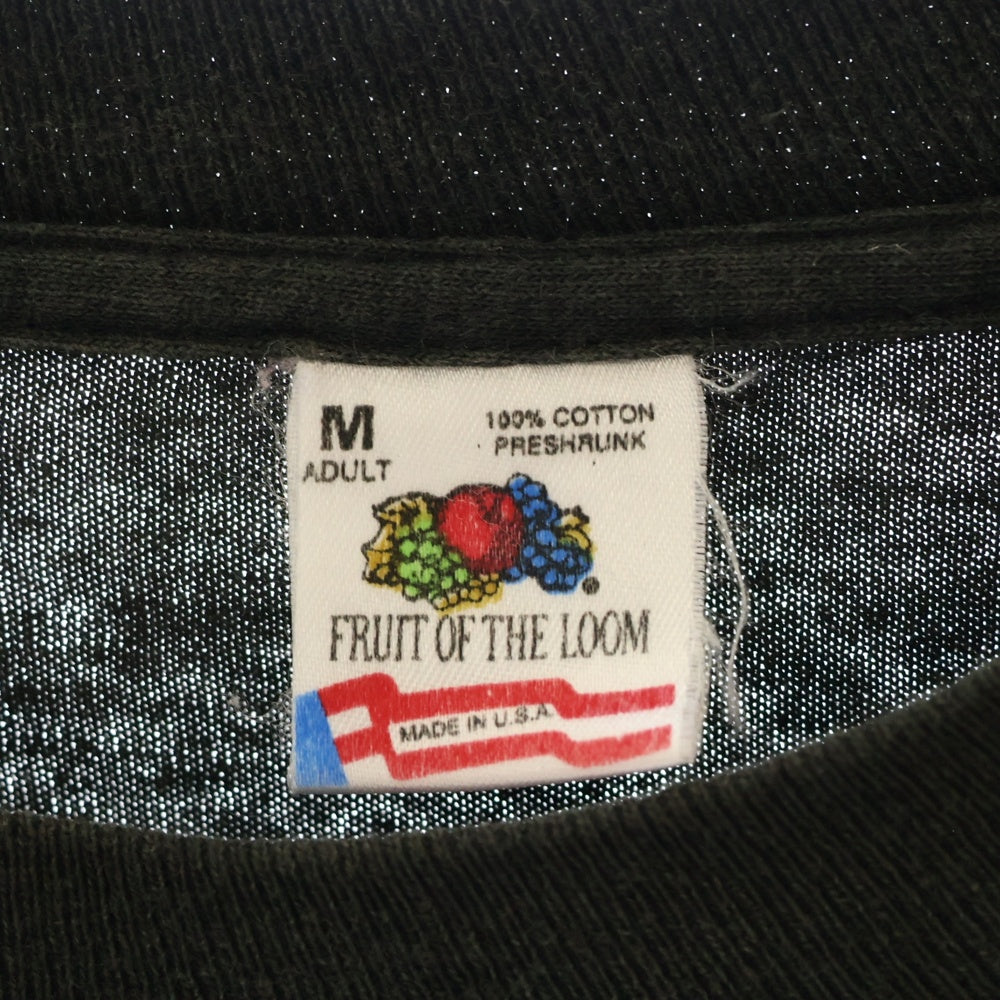 M
ADULT
100% COTTON
PRESHRUNK
FRUIT OF THE LOOM
MADE IN U.S.A.